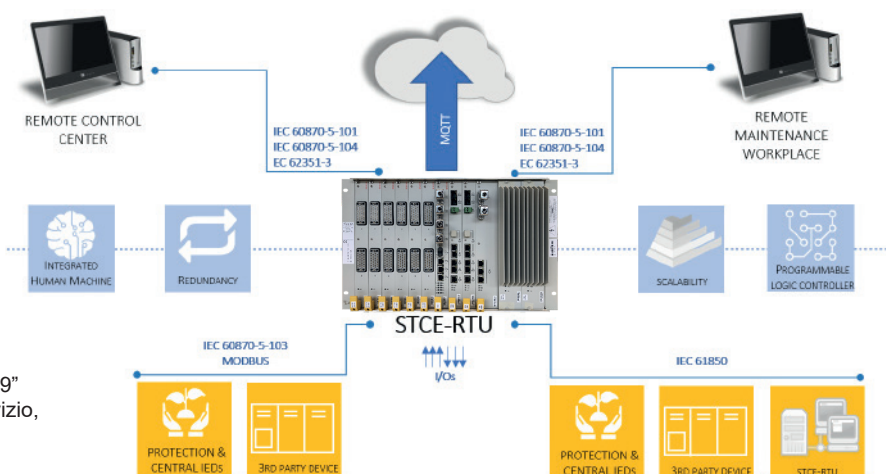 REMOTE CONTROL
CENTER
MQTT
REMOTE
MAINTENANCE
WORKPLACE
IEC 60870-5-101
IEC 60870-5-104
EC 62351-3
IEC 60870-5-101
IEC 60870-5-104
EC 62351-3
INTEGRATED
HUMAN MACHINE
REDUNDANCY
SCALABILITY
PROGRAMMABLE
LOGIC CONTROLLER
STCE-RTU
IEC 60870-5-103
MODBUS
I/Os
IEC 61850
9”
izio,
PROTECTION &
CENTRAL IEDs
3RD PARTY DEVICE
PROTECTION &
CENTRAL IEDs
3RD PARTY DEVICE
STCE-RTU